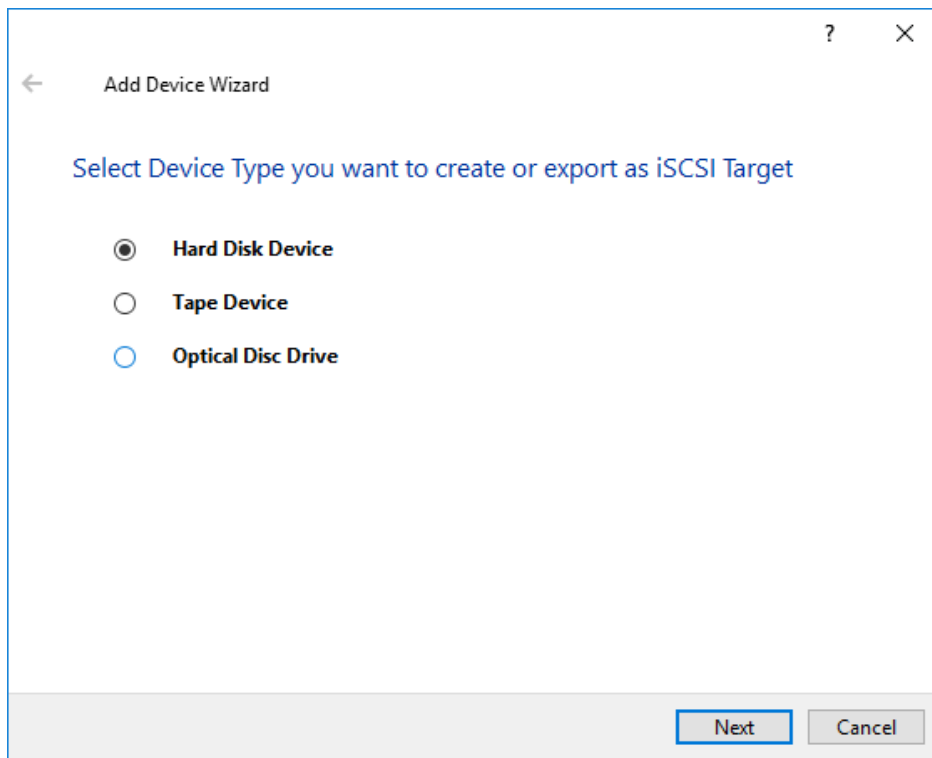 ?
Add Device Wizard
Select Device Type you want to create or export as iSCSI Target
Hard Disk Device
Tape Device
Optical Disc Drive
Next
Cancel